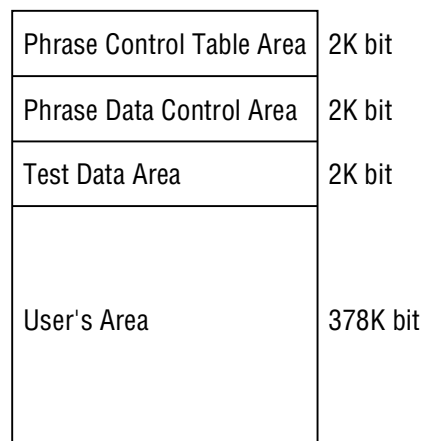 Phrase Control Table Area 2K bit
Phrase Data Control Area 2K bit
Test Data Area 2K bit
User's Area 378K bit